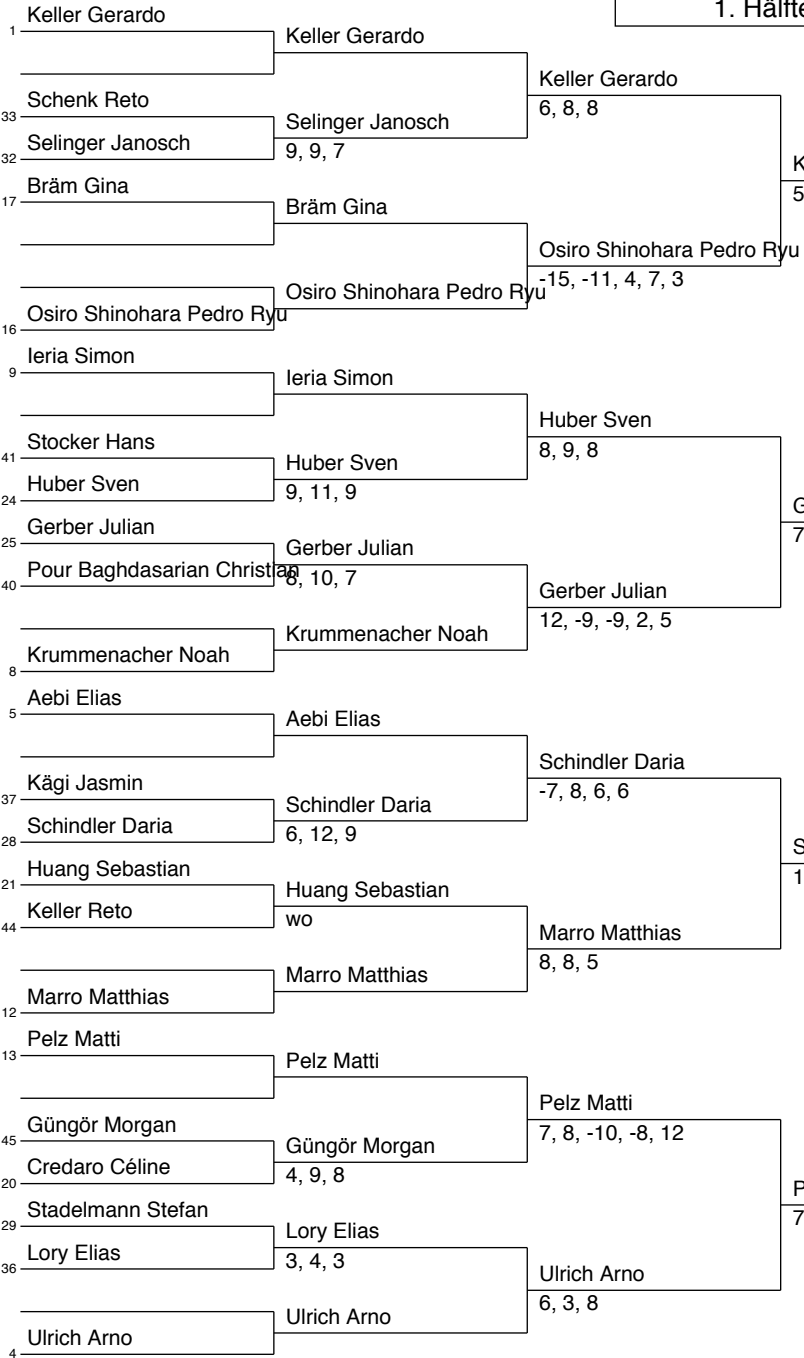 1. Hälfte
Keller Gerardo
1
Keller Gerardo
Keller Gerardo
6, 8, 8
Schenk Reto
33
Selinger Janosch
9, 9, 7
Selinger Janosch
32
K
5
Bräm Gina
17
Bräm Gina
Osiro Shinohara Pedro Ryu
-15, -11, 4, 7, 3
Osiro Shinohara Pedro Ryu
Osiro Shinohara Pedro Ryu
16
Ieria Simon
9
Ieria Simon
Huber Sven
8, 9, 8
Stocker Hans
41
Huber Sven
9, 11, 9
Huber Sven
24
G
7
Gerber Julian
25
Gerber Julian
8, 10, 7
Pour Baghdasarian Christian
40
Gerber Julian
12, -9, -9, 2, 5
Krummenacher Noah
Krummenacher Noah
8
Aebi Elias
5
Aebi Elias
Schindler Daria
-7, 8, 6, 6
Kägi Jasmin
37
Schindler Daria
6, 12, 9
Schindler Daria
28
S
1
Huang Sebastian
21
Huang Sebastian
wo
Keller Reto
44
Marro Matthias
8, 8, 5
Marro Matthias
Marro Matthias
12
Pelz Matti
13
Pelz Matti
Pelz Matti
7, 8, -10, -8, 12
Güngör Morgan
45
Güngör Morgan
4, 9, 8
Credaro Céline
20
P
7
Stadelmann Stefan
29
Lory Elias
3, 4, 3
Lory Elias
36
Ulrich Arno
6, 3, 8
Ulrich Arno
Ulrich Arno
4